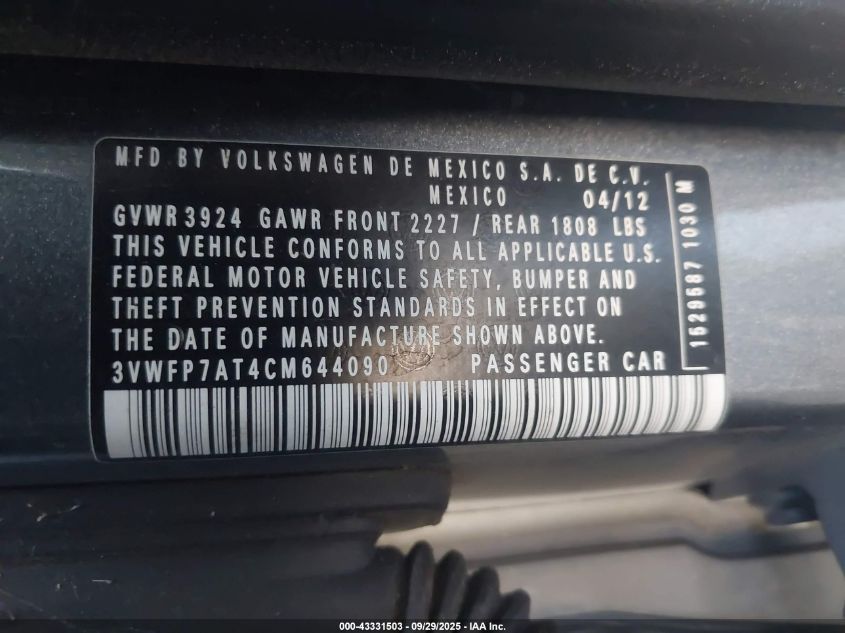 MFD BY VOLKSWAGEN DE MEXICO S.A. DE C.V.
MEXICO 04/12
GVWR 3924 GAWR FRONT 2227 / REAR 1808 LBS
THIS VEHICLE CONFORMS TO ALL APPLICABLE U.S.
FEDERAL MOTOR VEHICLE SAFETY, BUMPER AND
THEFT PREVENTION STANDARDS IN EFFECT ON
THE DATE OF MANUFACTURE SHOWN ABOVE.
3VWFP7AT4CM644090 PASSENGER CAR
1529587 1030 M
000-43331503 - 09/29/2025 - IAA Inc.